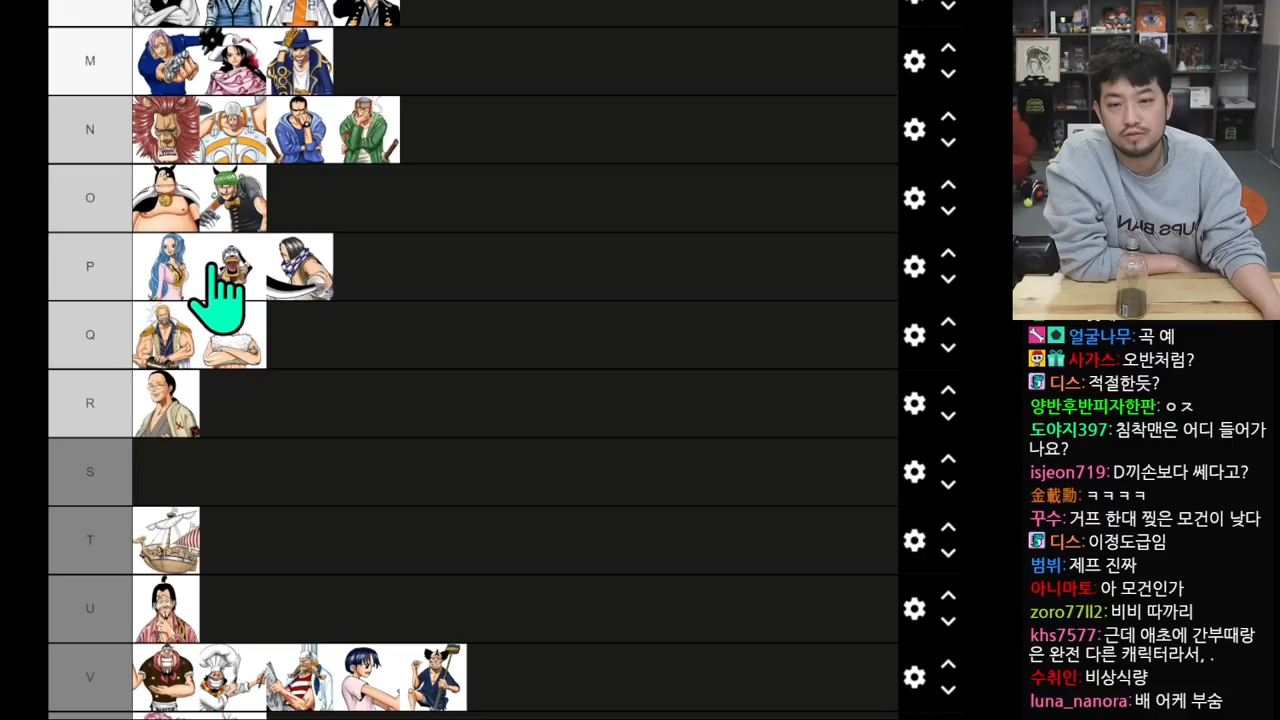 M
N
O
P
Q
R
S
T
U
V
얼굴나무: 곡 예
사가스: 오반처럼?
디스: 적절한듯?
양반후반피자한판: ㅇㅈ
도야지397: 침착맨은 어디 들어가
나요?
isjeon719: D끼손보다 쎄다고?
金載勳: ㅋㅋㅋㅋ
꾸수: 거프 한대 찢은 모건이 낮다
디스: 이정도급임
범뷔: 제프 진짜
아니마토: 아 모건인가
zoro77ll2: 비비 따까리
khs7577: 근데 애초에 간부때랑
은 완전 다른 캐릭터라서, .
수취인: 비상식량
luna_nanora: 배 어케 부숨